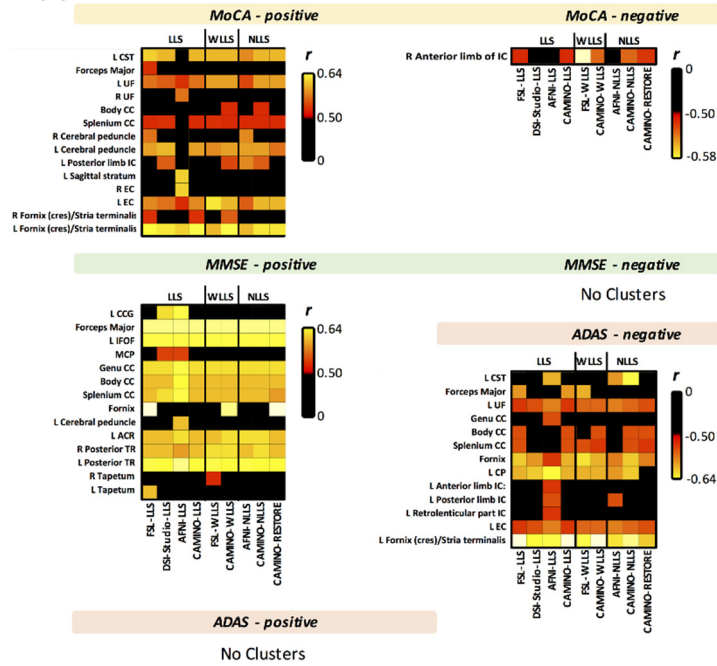 MoCA - positive
LLS WLLS NLLS
L CST
Forceps Major
L UF
R UF
Body CC
Splenium CC
R Cerebral peduncle
L Cerebral peduncle
L Posterior limb IC
L Sagittal stratum
R EC
L EC
R Fornix (cres)/Stria terminalis
L Fornix (cres)/Stria terminalis
r
0.64
0.50
0
MoCA - negative
LLS WLLS NLLS
R Anterior limb of IC
FSL-LLS
DSI-Studio-LLS
AFNI-LLS
CAMINO-LLS
FSL-WLLS
CAMINO-WLLS
AFNI-NLLS
CAMINO-NLLS
CAMINO-RESTORE
r
0
-0.50
-0.58
MMSE - positive
LLS WLLS NLLS
L CCG
Forceps Major
L IFOF
MCP
Genu CC
Body CC
Splenium CC
Fornix
L Cerebral peduncle
L ACR
R Posterior TR
L Posterior TR
R Tapetum
L Tapetum
FSL-LLS
DSI-Studio-LLS
AFNI-LLS
CAMINO-LLS
FSL-WLLS
CAMINO-WLLS
AFNI-NLLS
CAMINO-NLLS
CAMINO-RESTORE
r
0.64
0.50
0
MMSE - negative
No Clusters
ADAS - negative
LLS WLLS NLLS
L CST
Forceps Major
L UF
Genu CC
Body CC
Splenium CC
Fornix
L CP
L Anterior limb IC:
L Posterior limb IC
L Retrolenticular part IC
L EC
L Fornix (cres)/Stria terminalis
FSL-LLS
DSI-Studio-LLS
AFNI-LLS
CAMINO-LLS
FSL-WLLS
CAMINO-WLLS
AFNI-NLLS
CAMINO-NLLS
CAMINO-RESTORE
r
0
-0.50
-0.64
ADAS - positive
No Clusters